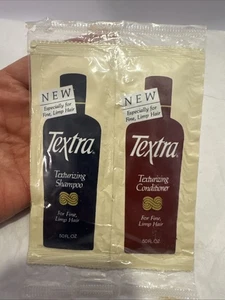 NEW
Especially for
Fine, Limp Hair
Textra
Texturizing
Shampoo
For Fine,
Limp Hair
NEW
Especially for
Fine, Limp Hair
Textra
Texturizing
Conditioner
For Fine,
Limp Hair